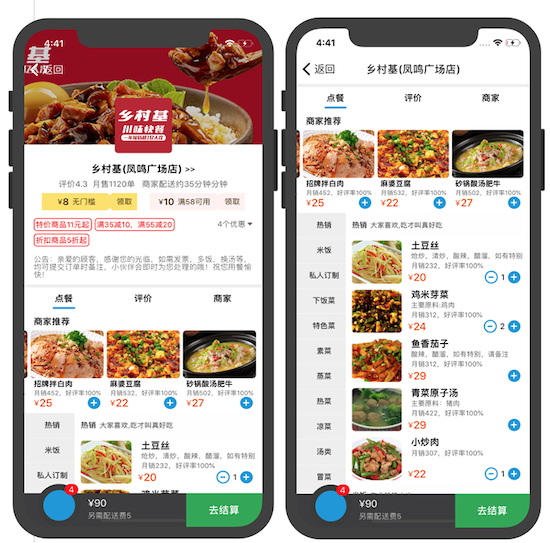 4:41
基
返回
乡村基
川味快餐
乡村基(凤鸣广场店) >>
评价4.3 月售1120单 商家配送约35分钟分钟
¥8 无门槛 领取
¥10 满58可用 领取
特价商品11元起 满35减10，满55减20
4个优惠
折扣商品5折起
公告：亲爱的顾客，感谢您的光临，如需发票，多饭，换汤等，
均可提交订单时备注，小伙伴会即时为您处理的哦！祝您用餐愉
快！
点餐 评价 商家
商家推荐
招牌拌白肉 麻婆豆腐 砂锅酸汤肥牛
月销452，好评率100% 月销532，好评率100% 月销442，好评率100%
¥25 ¥22 ¥27
热销
米饭
私人订制
热销 大家喜欢,吃才叫真好吃
土豆丝
炝炒，清炒，酸辣，醋溜，如有特别
月销312，好评率100%
¥20 1
鸡米芽菜
4
¥90
另需配送费5
去结算
4:41
返回
乡村基(凤鸣广场店)
点餐 评价 商家
商家推荐
招牌拌白肉 麻婆豆腐 砂锅酸汤肥牛
月销452，好评率100% 月销532，好评率100% 月销442，好评率100%
¥25 ¥22 ¥27
热销
米饭
私人订制
下饭菜
特色菜
素菜
蒸菜
热菜
凉菜
汤类
冒菜
热销 大家喜欢,吃才叫真好吃
土豆丝
炝炒，清炒，酸辣，醋溜，如有特别
月销312，好评率100%
¥20 1
鸡米芽菜
主要原料:鸡肉
月销312，好评率100%
¥24 2
鱼香茄子
酸辣，醋溜，如有特别，请备注
月销312，好评率100%
¥29
青菜原子汤
主要原料: 猪肉
月销422，好评率100%
¥29
小炒肉
月销307，好评率100%
¥22 1
4
¥90
另需配送费5
去结算